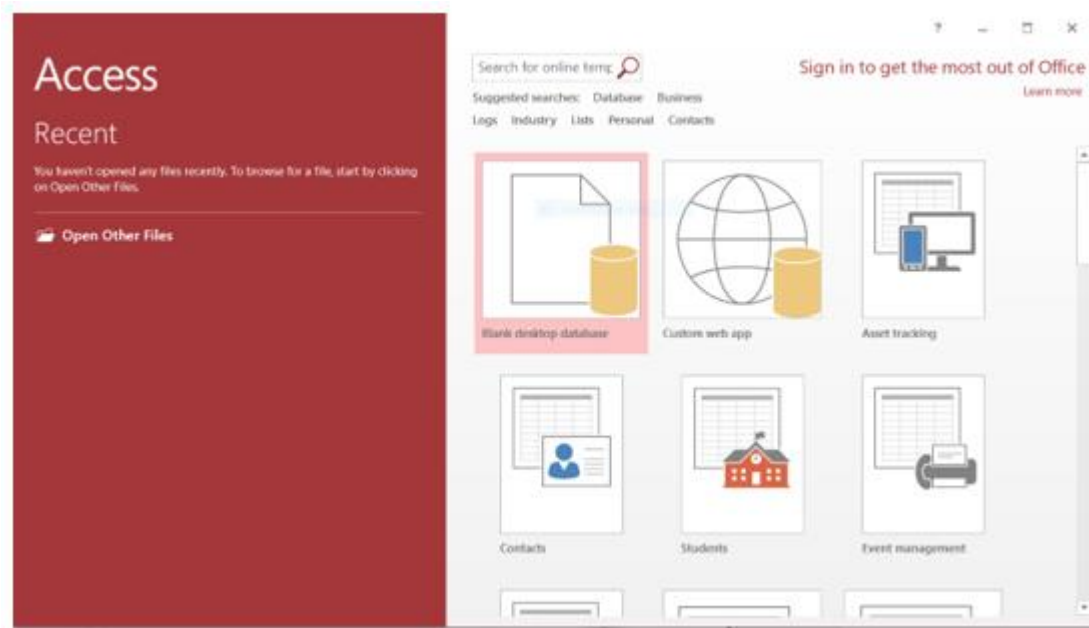 Access
Recent
You haven't opened any files recently. To browse for a file, start by clicking
on Open Other Files.
Open Other Files
?
Search for online temp
Sign in to get the most out of Office
Learn more
Suggested searches: Database Business
Logs Industry Lists Personal Contacts
Blank desktop database
Custom web app
Asset tracking
Contacts
Students
Event management